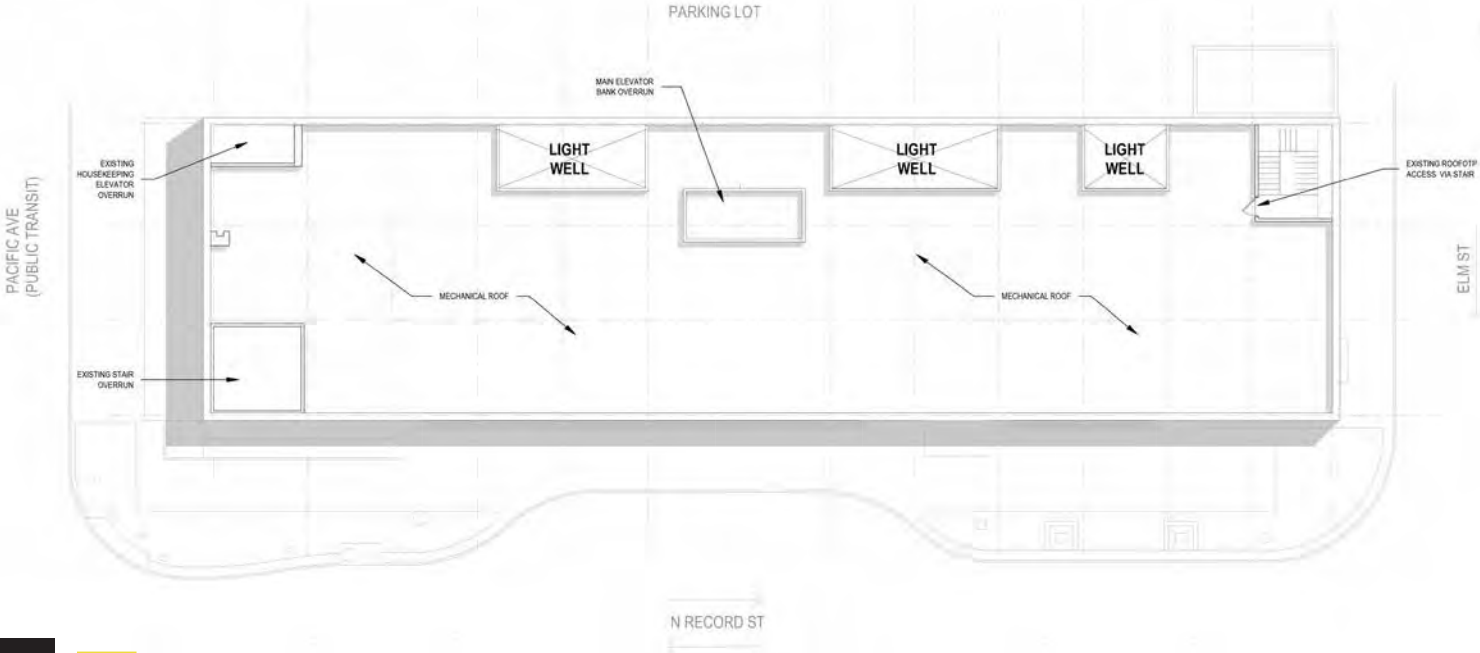 PARKING LOT
MAIN ELEVATOR
BANK OVERRUN
LIGHT
WELL
LIGHT
WELL
LIGHT
WELL
EXISTING
HOUSEKEEPING
ELEVATOR
OVERRUN
EXISTING ROOFOTP
ACCESS VIA STAIR
PACIFIC AVE
(PUBLIC TRANSIT)
ELM ST
MECHANICAL ROOF
MECHANICAL ROOF
EXISTING STAIR
OVERRUN
N RECORD ST